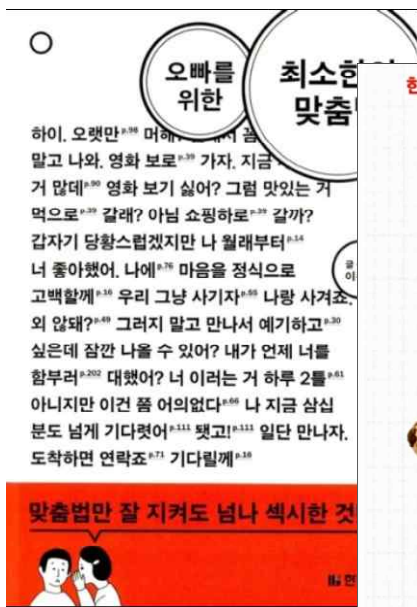 오빠를
위한
최소한의
맞춤
하이. 오랫만p.98 머해?
말고 나와. 영화 보로p.39 가자. 지금
거 많데p.90 영화 보기 싫어? 그럼 맛있는 거
먹으로p.39 갈래? 아님 쇼핑하로p.39 갈까?
갑자기 당황스럽겠지만 나 월래부터p.14
너 좋아했어. 나에p.76 마음을 정식으로
고백할께p.16 우리 그냥 사기자p.55 나랑 사겨죠.
외 않돼?p.49 그러지 말고 만나서 예기하고p.30
싶은데 잠깐 나올 수 있어? 내가 언제 너를
함부러p.202 대했어? 너 이러는 거 하루 2틀p.61
아니지만 이건 쫌 어의없다p.66 나 지금 삼십
분도 넘게 기다렷어p.111 됏고!p.111 일단 만나자.
도착하면 연락죠p.71 기다릴께p.16
맞춤법만 잘 지켜도 넘나 섹시한 것